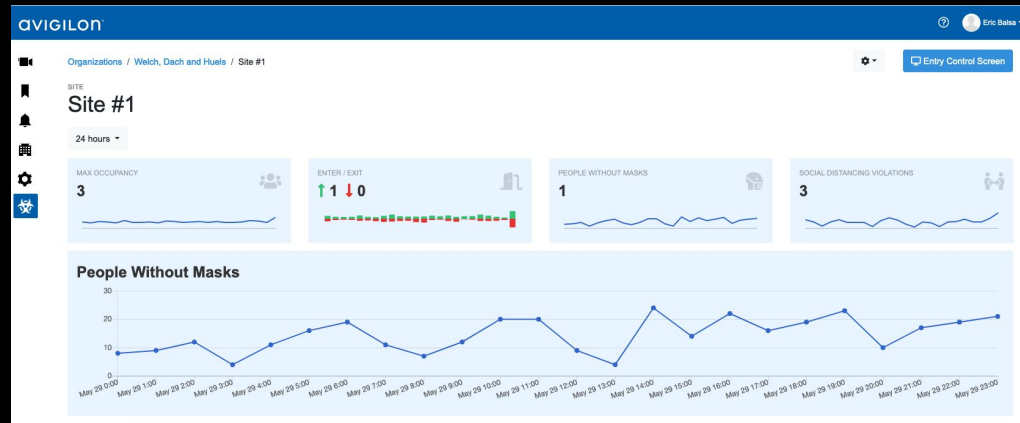 avigilon
Eric Balsa
Organizations / Welch, Dach and Huels / Site #1
Entry Control Screen
SITE
Site #1
24 hours
MAX OCCUPANCY
3
ENTER / EXIT
↑1 ↓0
PEOPLE WITHOUT MASKS
1
SOCIAL DISTANCING VIOLATIONS
3
People Without Masks
30
20
10
0
May 29 0:00
May 29 1:00
May 29 2:00
May 29 3:00
May 29 4:00
May 29 5:00
May 29 6:00
May 29 7:00
May 29 8:00
May 29 9:00
May 29 10:00
May 29 11:00
May 29 12:00
May 29 13:00
May 29 14:00
May 29 15:00
May 29 16:00
May 29 17:00
May 29 18:00
May 29 19:00
May 29 20:00
May 29 21:00
May 29 22:00
May 29 23:00